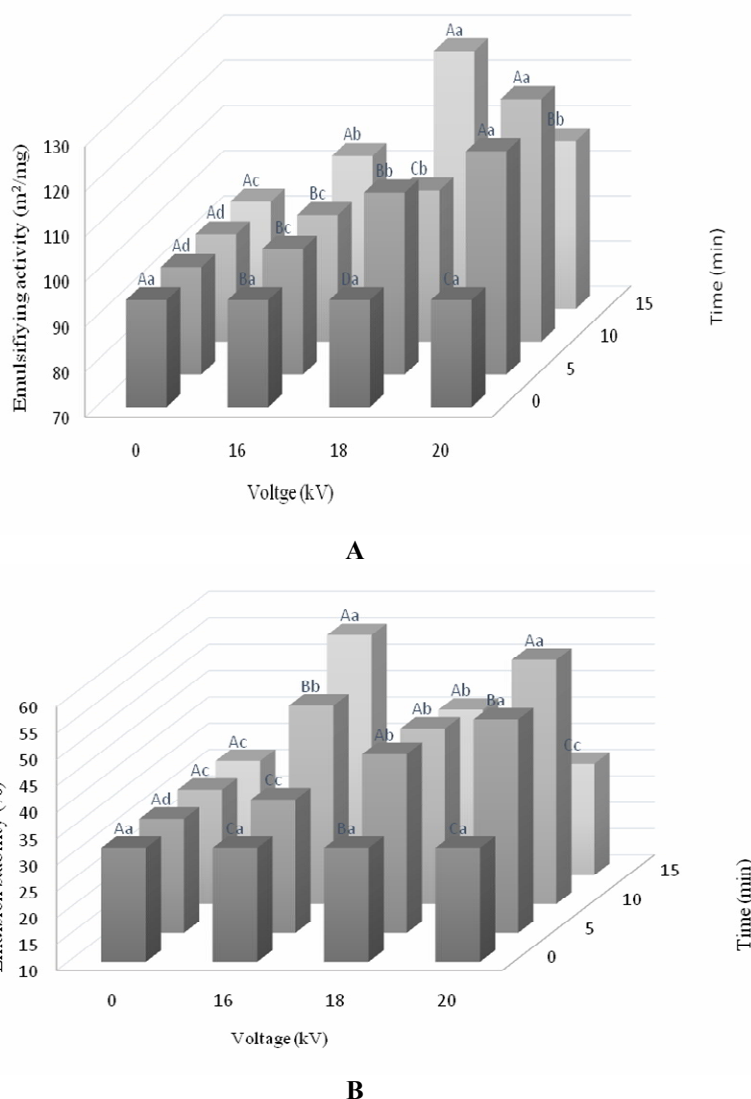 130
120
110
100
90
80
70
Emulsifiying activity (m²/mg)
Aa
Ad
Ad
Ac
Ba
Bc
Bc
Ab
Da
Bb
Cb
Aa
Ca
Aa
Aa
Bb
0
5
10
15
Time (min)
0 16 18 20
Voltge (kV)
A
60
55
50
45
40
35
30
25
20
15
10
Aa
Ad
Ac
Ac
Ca
Cc
Bb
Aa
Ba
Ab
Ab
Ab
Ca
Ba
Aa
Cc
0
5
10
15
Time (min)
0 16 18 20
Voltage (kV)
B